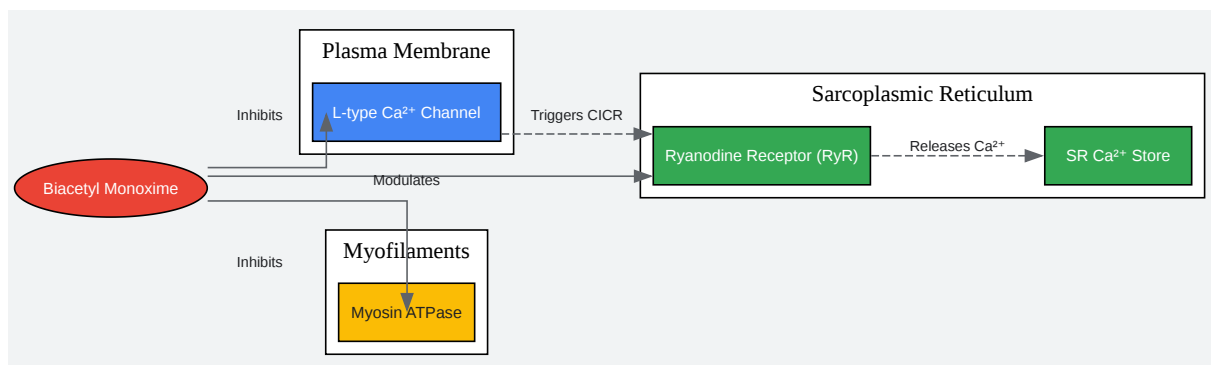 Plasma Membrane
L-type Ca²⁺ Channel
Inhibits
Triggers CICR
Sarcoplasmic Reticulum
Ryanodine Receptor (RyR)
Releases Ca²⁺
SR Ca²⁺ Store
Biacetyl Monoxime
Modulates
Myofilaments
Inhibits
Myosin ATPase